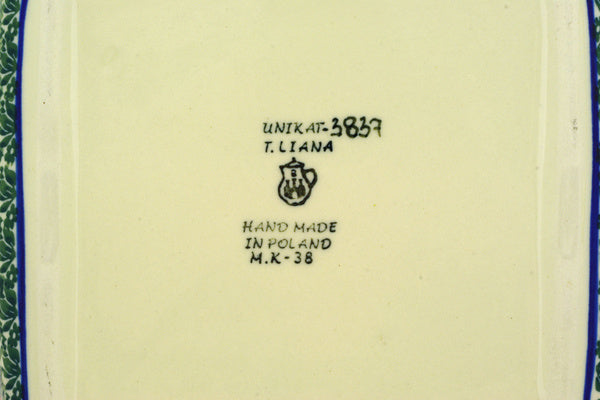 UNIKAT-3837
T. LIANA
HAND MADE
IN POLAND
M.K-38